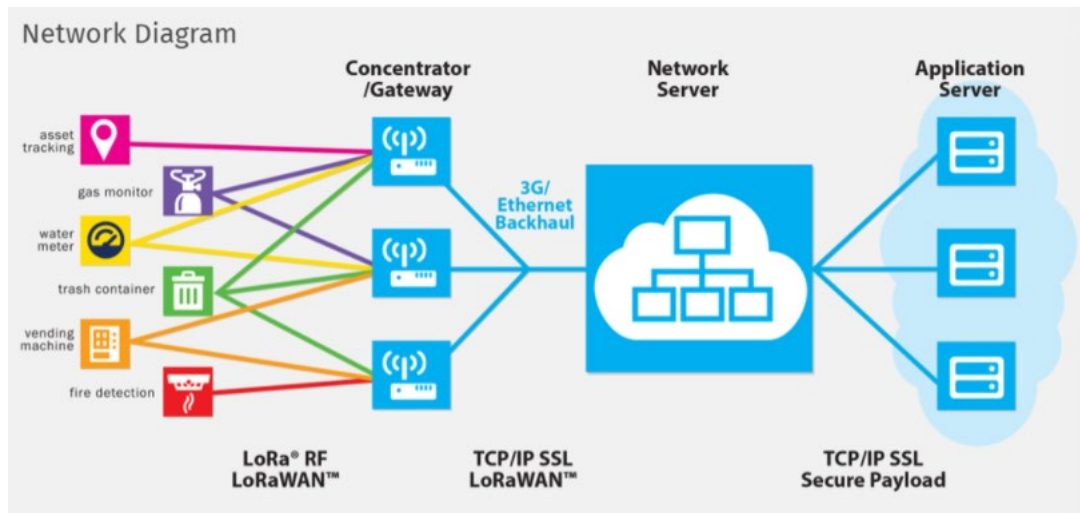 Network Diagram
Concentrator
/Gateway
Network
Server
Application
Server
asset
tracking
gas monitor
water
meter
trash container
vending
machine
fire detection
3G/
Ethernet
Backhaul
LoRa® RF
LoRaWAN™
TCP/IP SSL
LoRaWAN™
TCP/IP SSL
Secure Payload